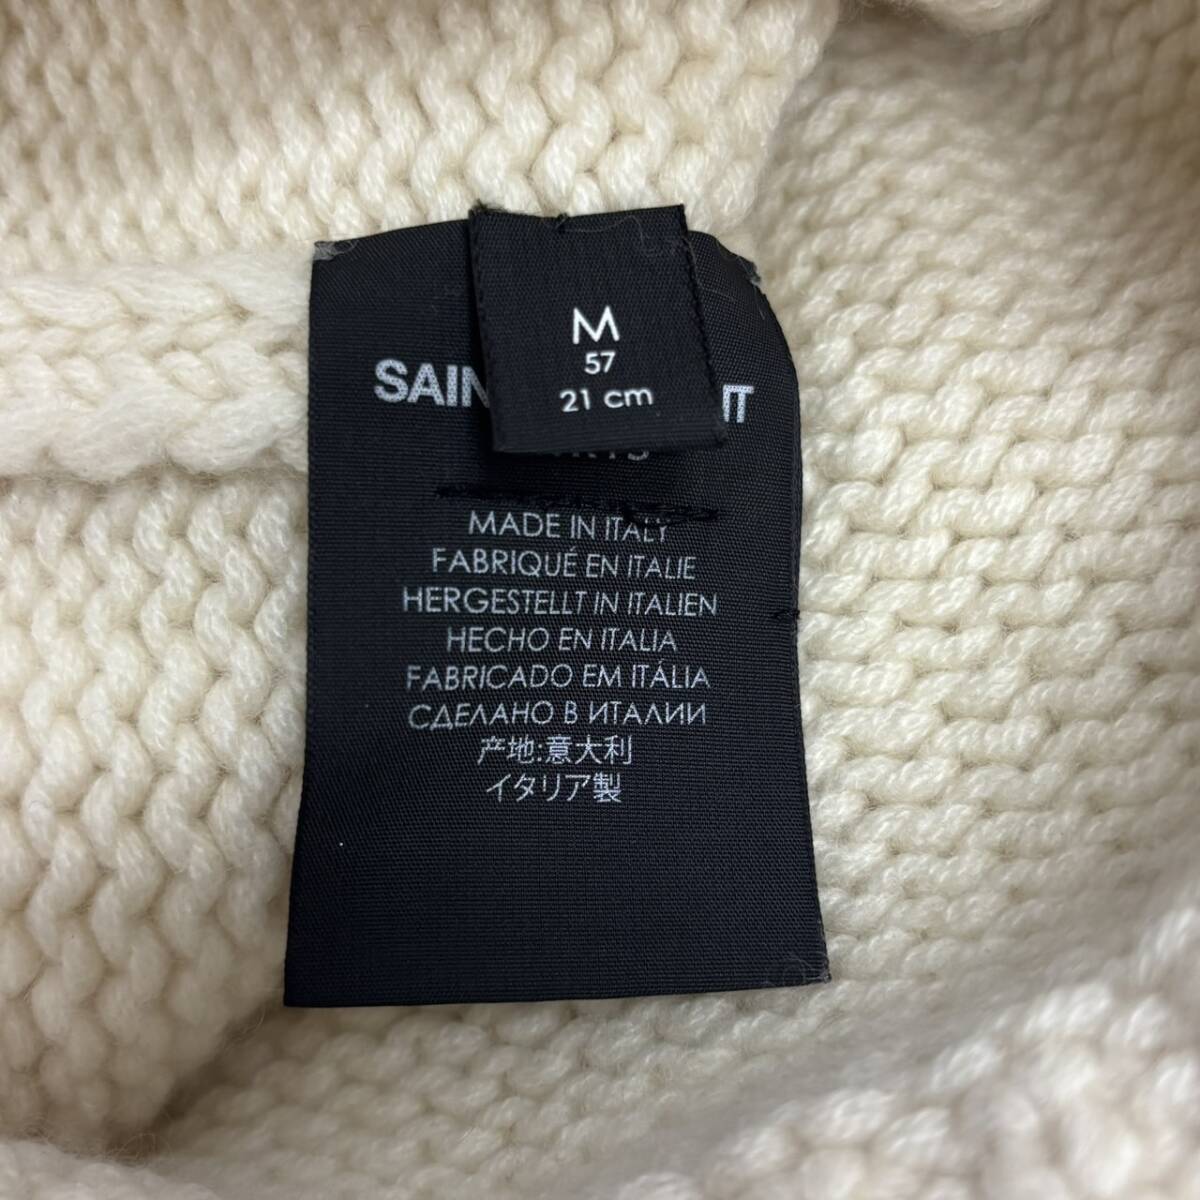 M
57
21 cm
MADE IN ITALY
FABRIQUÉ EN ITALIE
HERGESTELLT IN ITALIEN
HECHO EN ITALIA
FABRICADO EM ITÁLIA
СДЕЛАНО В ИТАЛИИ
产地:意大利
イタリア製